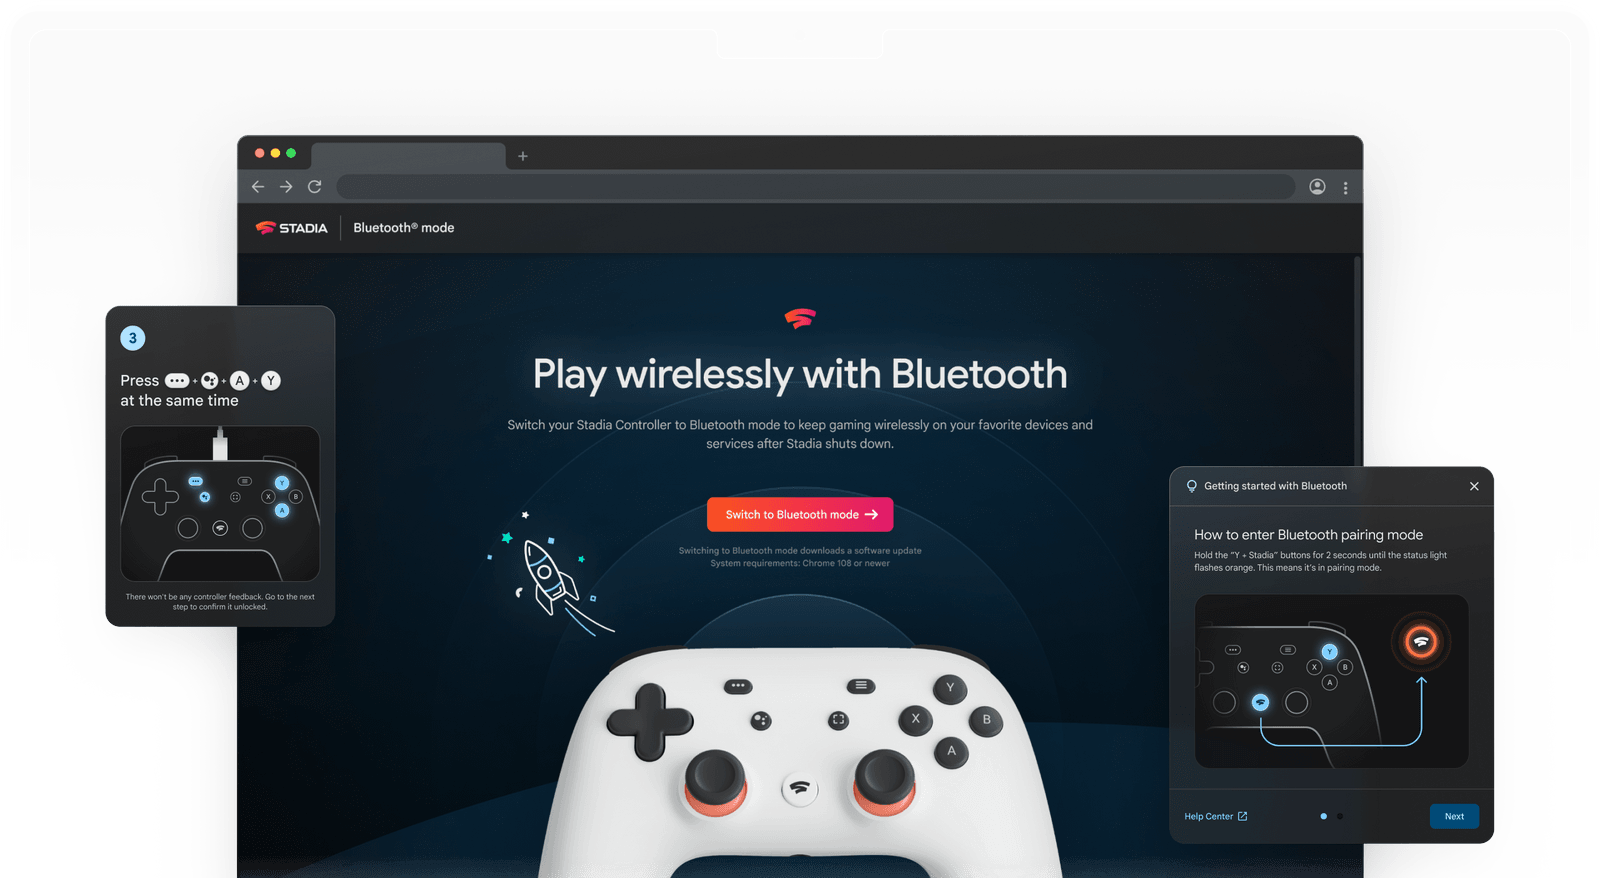 STADIA
Bluetooth® mode
Play wirelessly with Bluetooth
Switch your Stadia Controller to Bluetooth mode to keep gaming wirelessly on your favorite devices and
services after Stadia shuts down.
Switch to Bluetooth mode
Switching to Bluetooth mode downloads a software update
System requirements: Chrome 108 or newer
Y
X
B
A
3
Press ••• + + A + Y
at the same time
Y
X
B
A
There won't be any controller feedback. Go to the next
step to confirm it unlocked.
Getting started with Bluetooth
How to enter Bluetooth pairing mode
Hold the “Y + Stadia” buttons for 2 seconds until the status light
flashes orange. This means it's in pairing mode.
Y
X
B
A
Help Center
Next